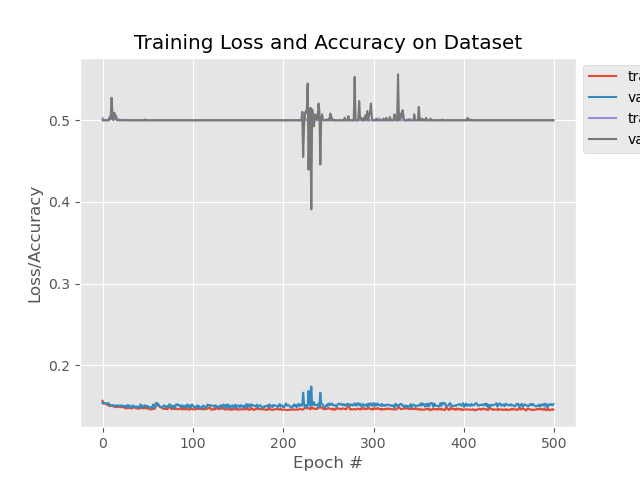 Training Loss and Accuracy on Dataset
Loss/Accuracy
0.5
0.4
0.3
0.2
0
100
200
300
400
500
Epoch #
tra
va
tra
va